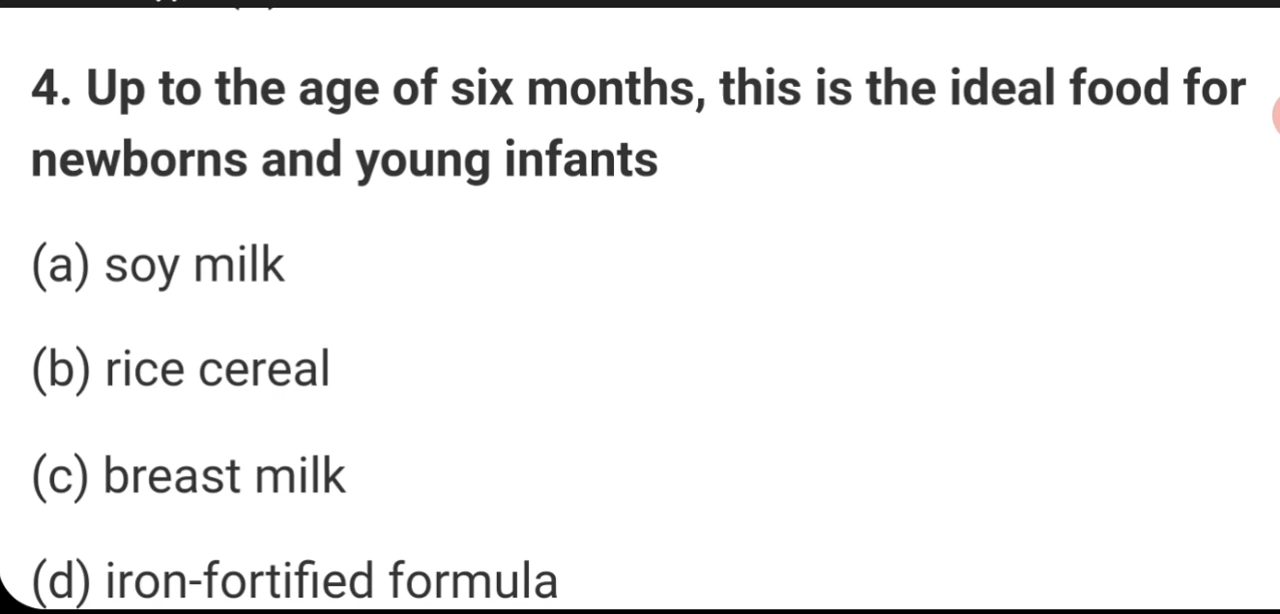 4. Up to the age of six months, this is the ideal food for
newborns and young infants
(a) soy milk
(b) rice cereal
(c) breast milk
(d) iron-fortified formula